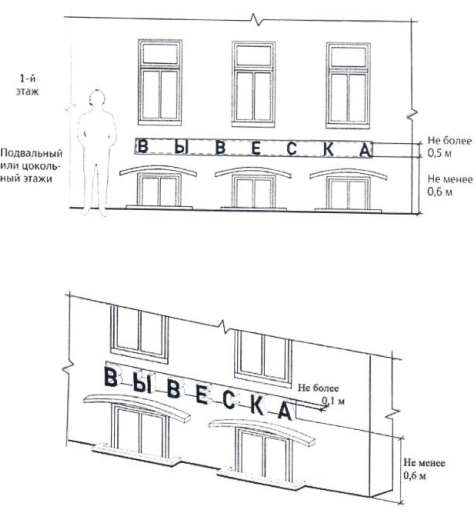 1-й
этаж
В Ы В Е С К А
Подвальный
или цоколь-
ный этажи
Не более
0,5 м
Не менее
0,6 м
ВЫВЕСКА
Не более
0,1 м
Не менее
0,6 м